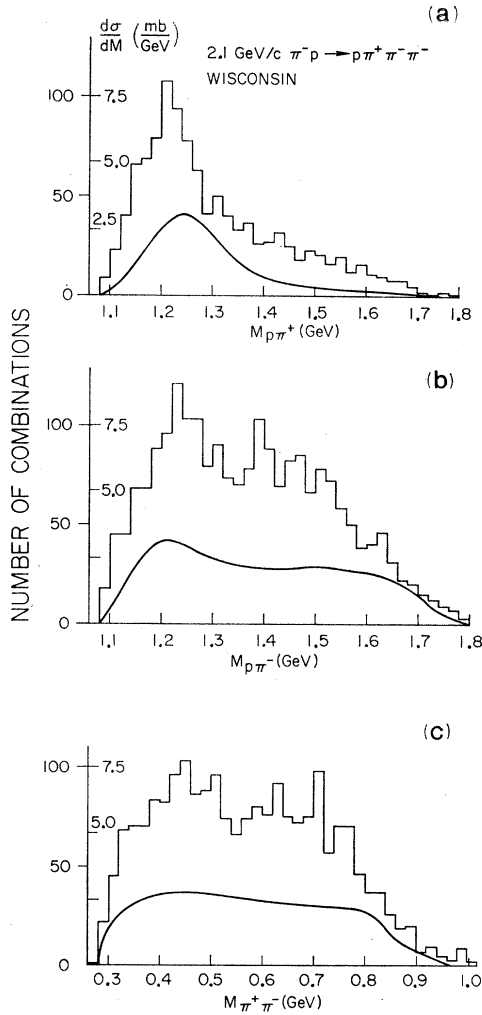 (a)
dσ/dM (mb/GeV)
2.1 GeV/c π⁻p → pπ⁺π⁻π⁻
WISCONSIN
100 7.5
5.0
50
2.5
0
1.1 1.2 1.3 1.4 1.5 1.6 1.7 1.8
M pπ⁺ (GeV)
NUMBER OF COMBINATIONS
(b)
100 7.5
5.0
50
0
1.1 1.2 1.3 1.4 1.5 1.6 1.7 1.8
M pπ⁻ (GeV)
(c)
100 7.5
5.0
50
0
0.3 0.4 0.5 0.6 0.7 0.8 0.9 1.0
M π⁺π⁻ (GeV)